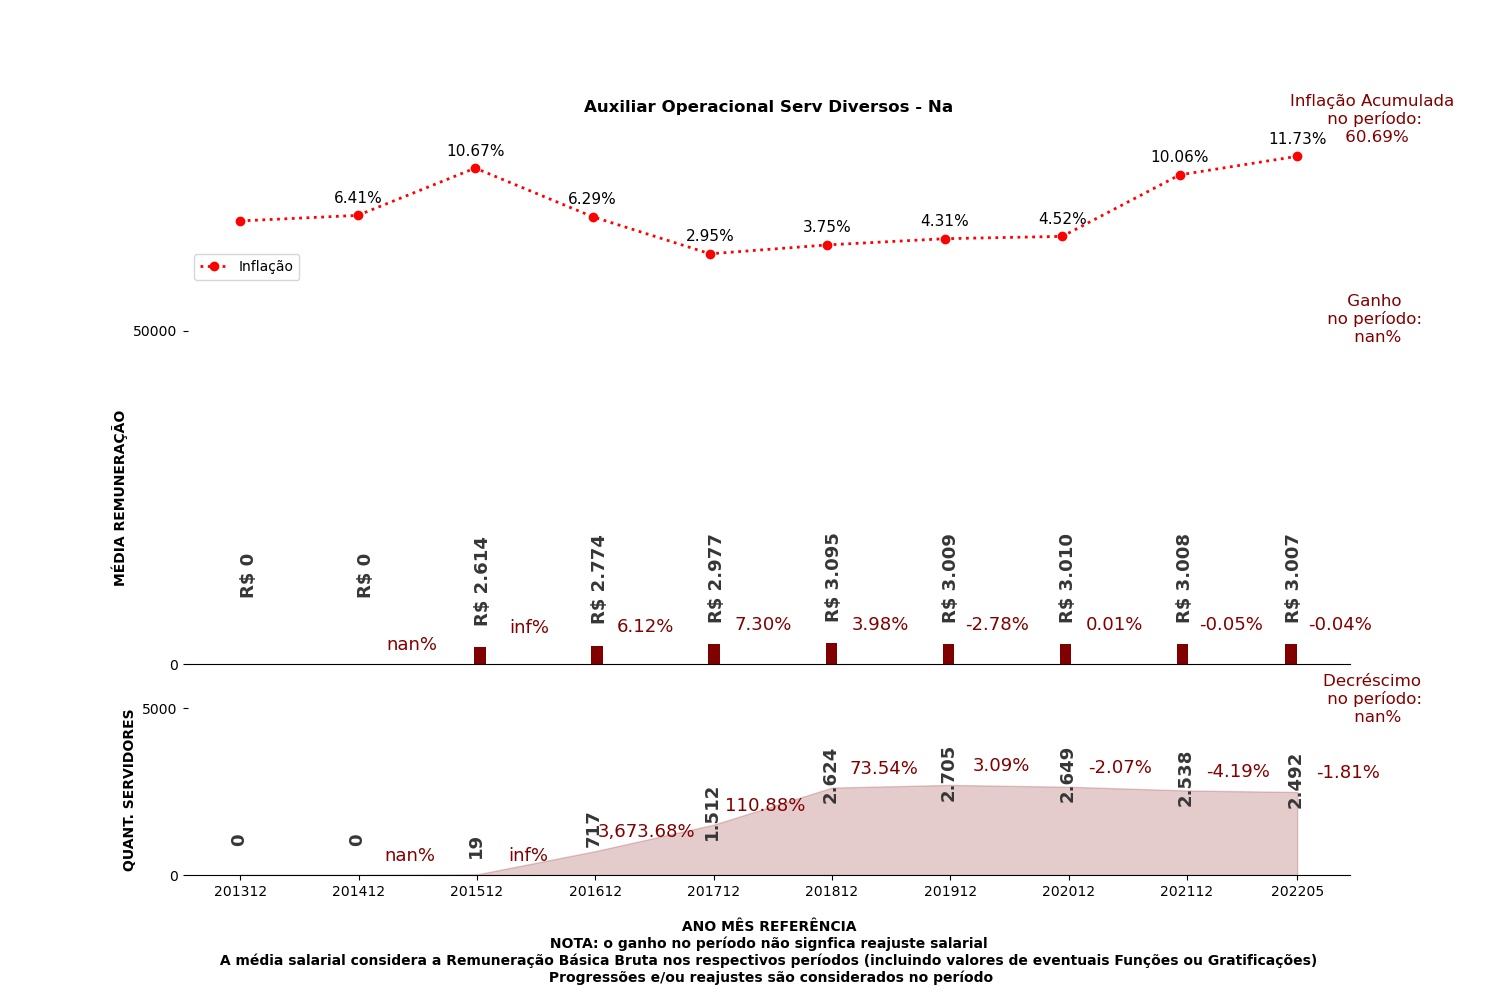 Auxiliar Operacional Serv Diversos - Na
Inflação Acumulada
no período:
60.69%
6.41%
10.67%
6.29%
2.95%
3.75%
4.31%
4.52%
10.06%
11.73%
Inflação
Ganho
no período:
nan%
50000
0
MÉDIA REMUNERAÇÃO
R$ 0
R$ 0
R$ 2.614
R$ 2.774
R$ 2.977
R$ 3.095
R$ 3.009
R$ 3.010
R$ 3.008
R$ 3.007
nan%
inf%
6.12%
7.30%
3.98%
-2.78%
0.01%
-0.05%
-0.04%
Decréscimo
no período:
nan%
5000
0
QUANT. SERVIDORES
0
0
19
717
1.512
2.624
2.705
2.649
2.538
2.492
nan%
inf%
3,673.68%
110.88%
73.54%
3.09%
-2.07%
-4.19%
-1.81%
201312
201412
201512
201612
201712
201812
201912
202012
202112
202205
ANO MÊS REFERÊNCIA
NOTA: o ganho no período não signfica reajuste salarial
A média salarial considera a Remuneração Básica Bruta nos respectivos períodos (incluindo valores de eventuais Funções ou Gratificações)
Progressões e/ou reajustes são considerados no período